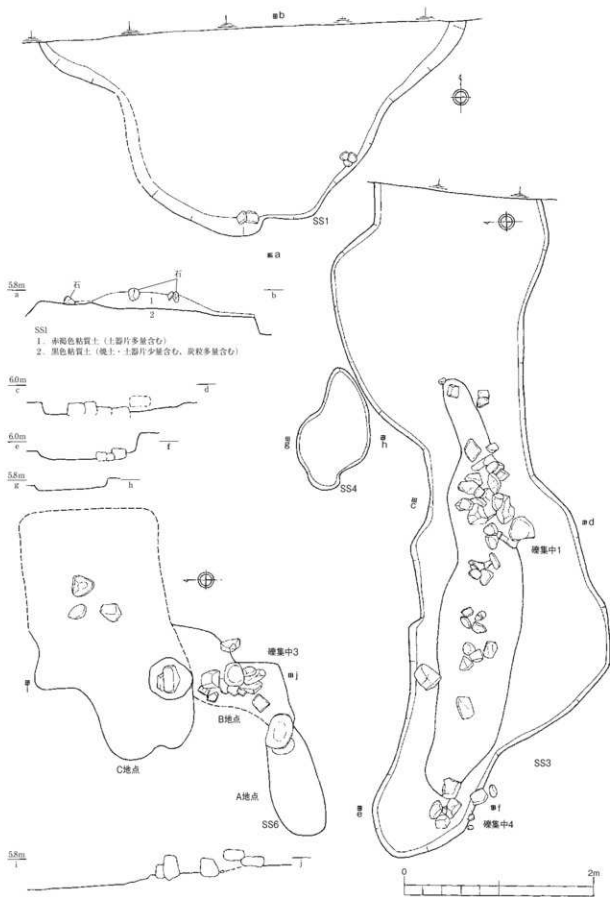 b
SS1
a
5.8m
a
石
石
1
2
b
SS1
1. 赤褐色粘質土（土器片多量含む）
2. 黒色粘質土（焼土・土器片少量含む、炭粒多量含む）
6.0m
c
d
6.0m
e
f
5.8m
g
h
g
h
SS4
c
d
礫集中1
礫集中3
i
j
B地点
C地点
A地点
SS6
SS3
e
f
礫集中4
5.8m
i
j
0
2m